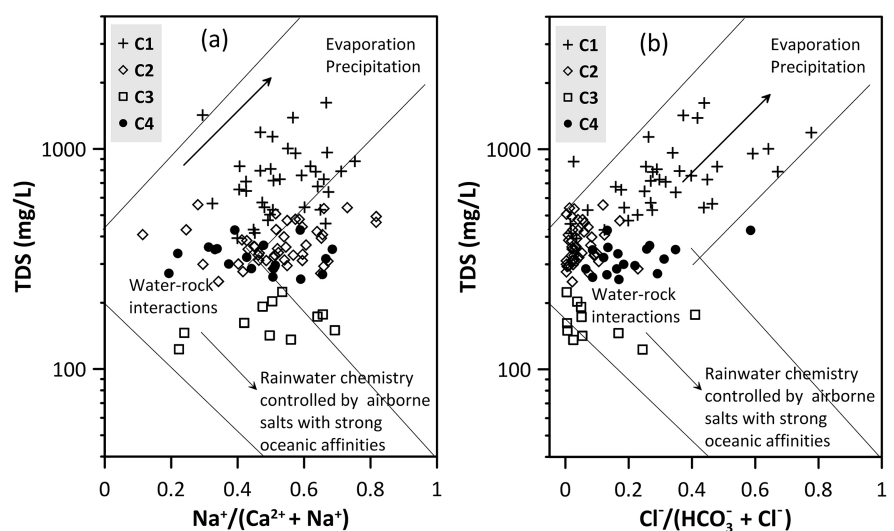 (a)
C1
C2
C3
C4
Evaporation
Precipitation
Water-rock
interactions
Rainwater chemistry
controlled by airborne
salts with strong
oceanic affinities
TDS (mg/L)
1000
100
0
0.2
0.4
0.6
0.8
1
Na⁺/(Ca²⁺ + Na⁺)
(b)
C1
C2
C3
C4
Evaporation
Precipitation
Water-rock
interactions
Rainwater chemistry
controlled by airborne
salts with strong
oceanic affinities
TDS (mg/L)
1000
100
0
0.2
0.4
0.6
0.8
1
Cl⁻/(HCO₃⁻ + Cl⁻)